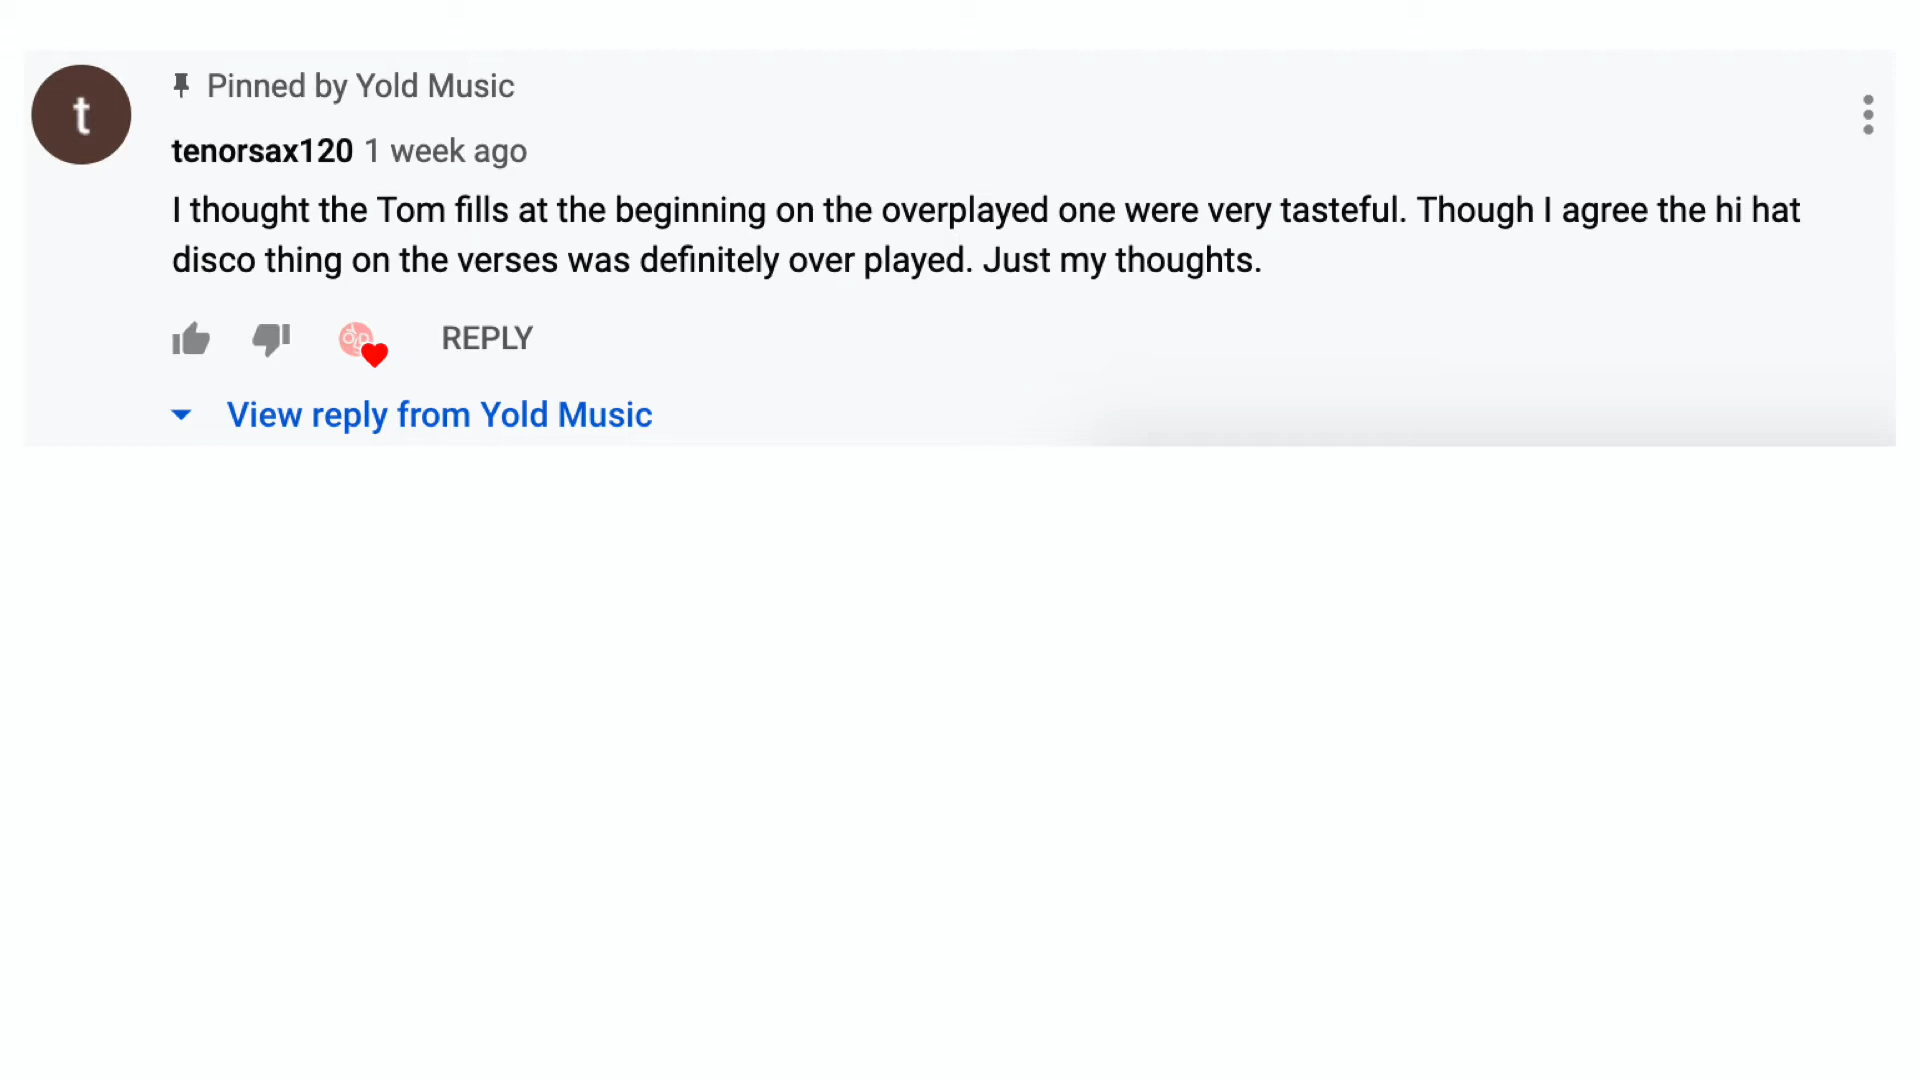 t
Pinned by Yold Music
tenorsax120 1 week ago
I thought the Tom fills at the beginning on the overplayed one were very tasteful. Though I agree the hi hat
disco thing on the verses was definitely over played. Just my thoughts.
REPLY
View reply from Yold Music